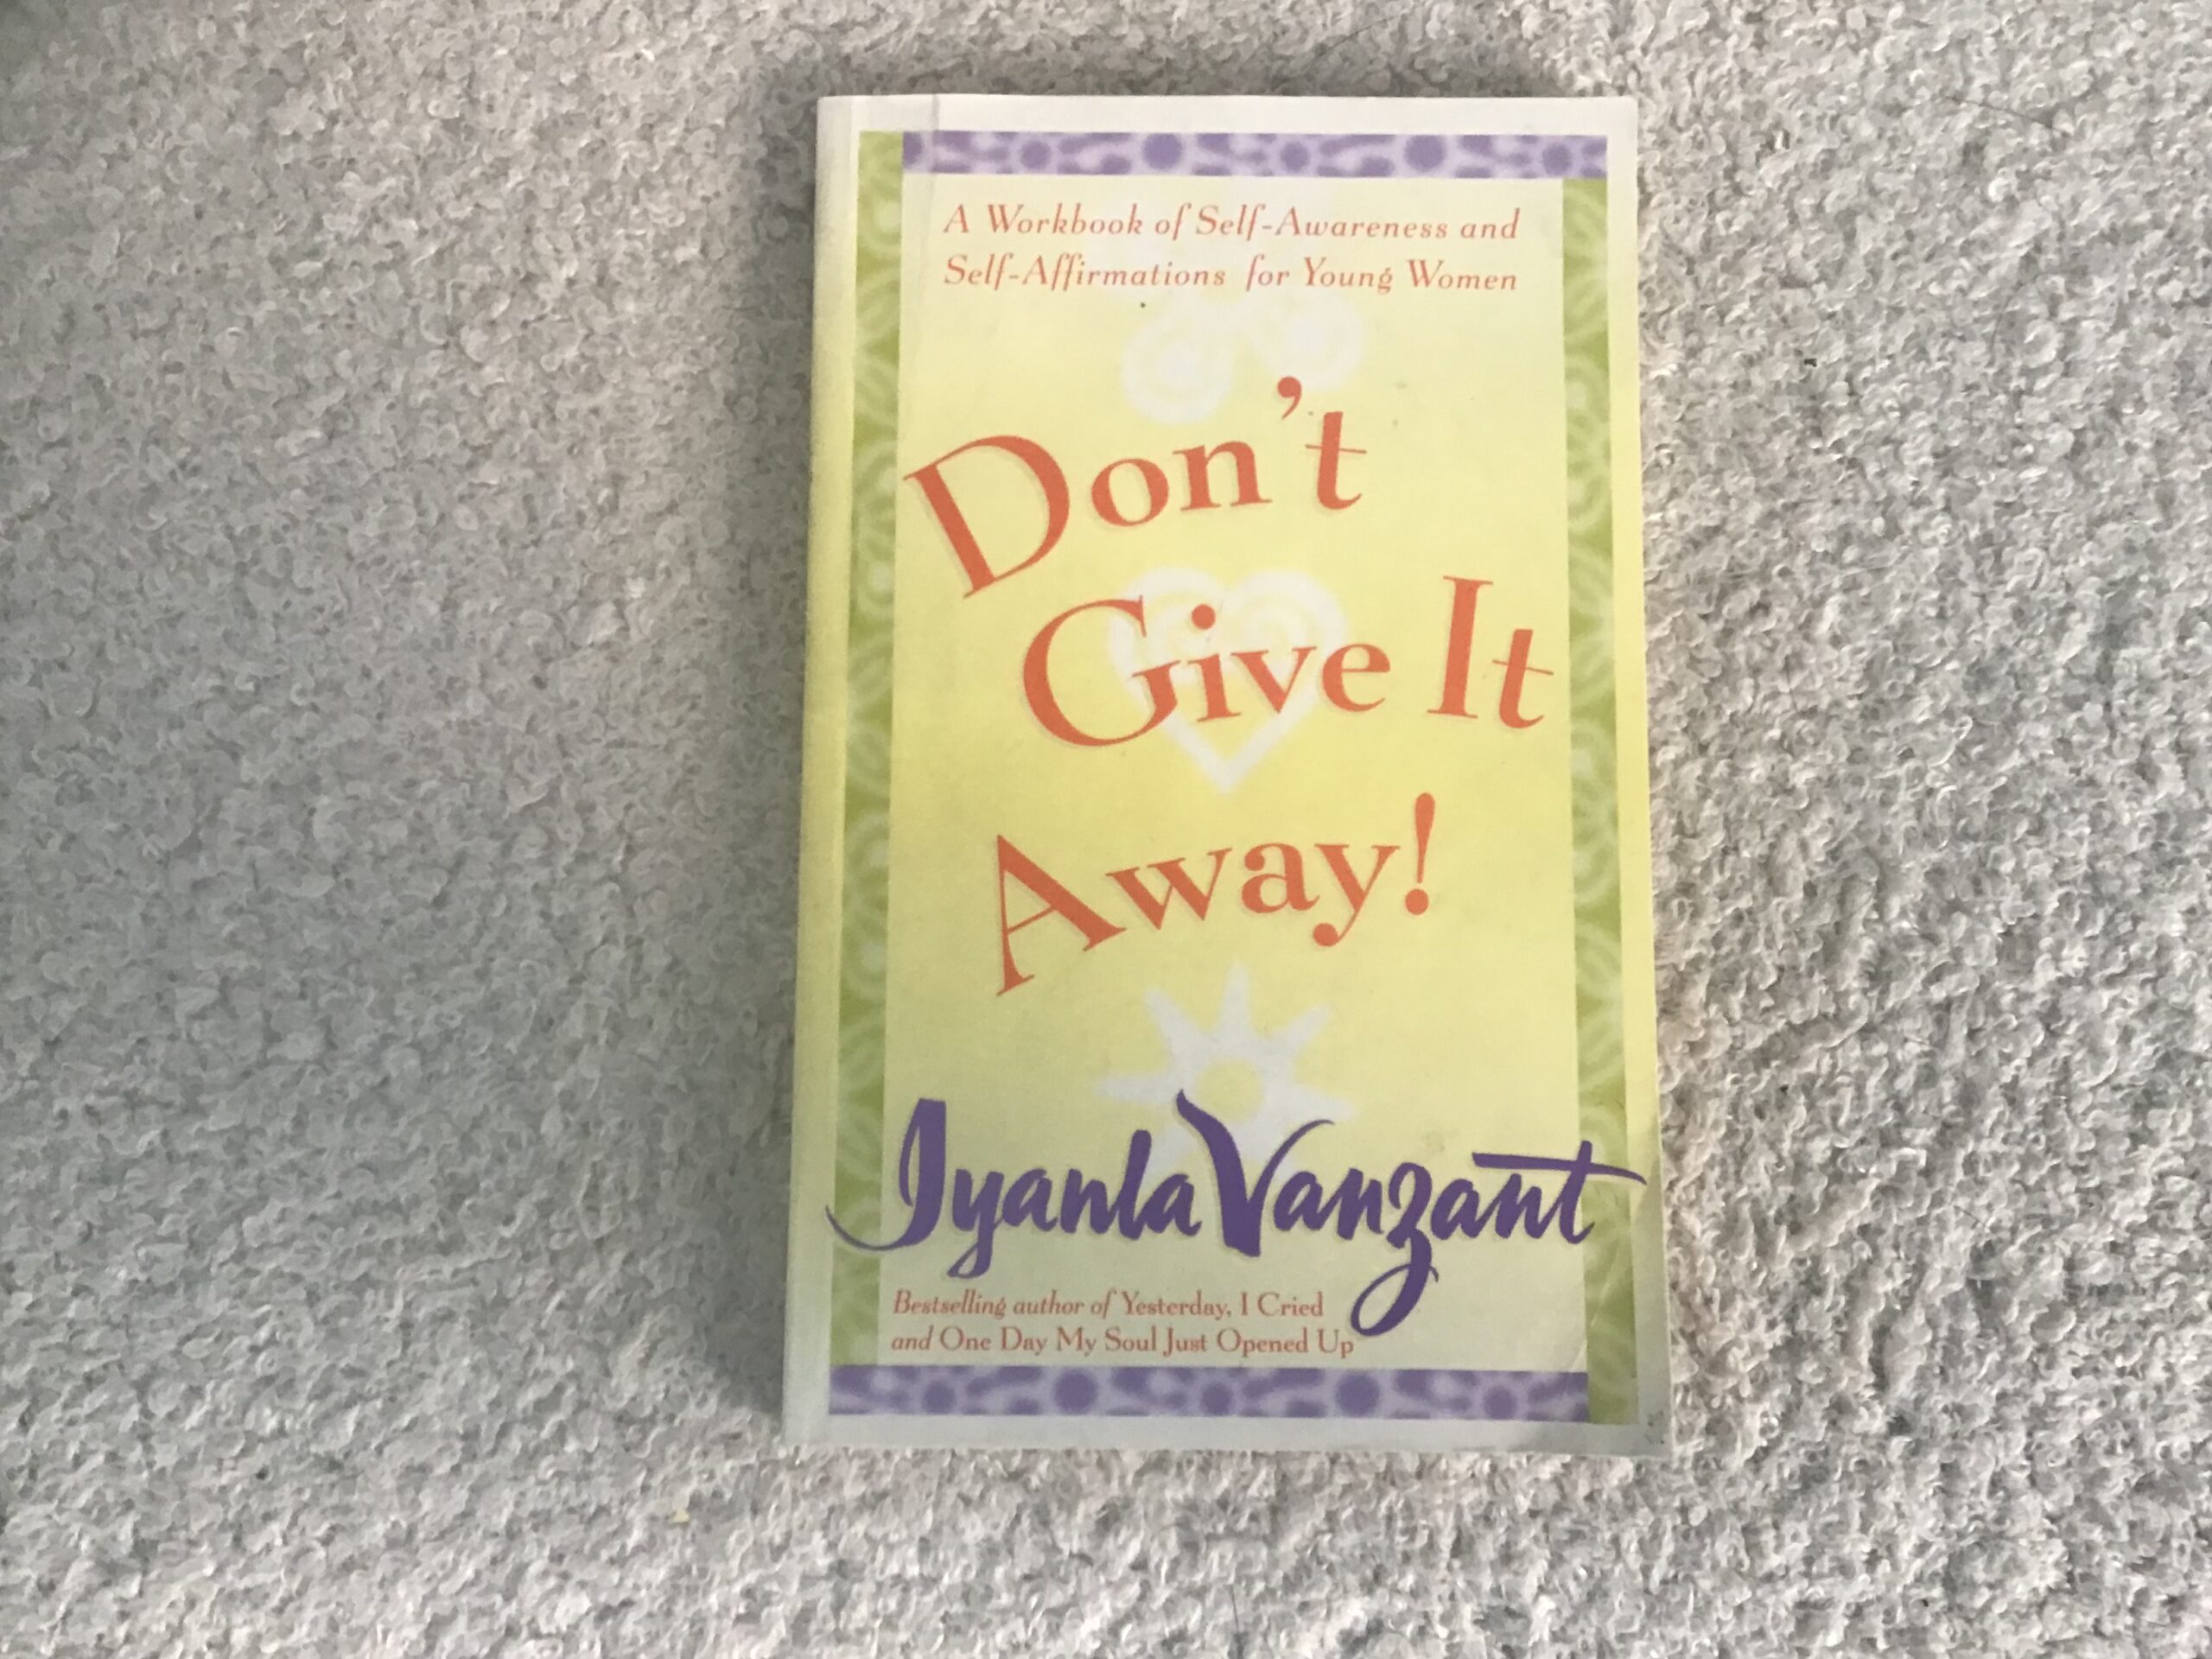 A Workbook of Self-Awareness and
Self-Affirmations for Young Women
Don't
Give It
Away!
Iyanla Vanzant
Bestselling author of Yesterday, I Cried
and One Day My Soul Just Opened Up